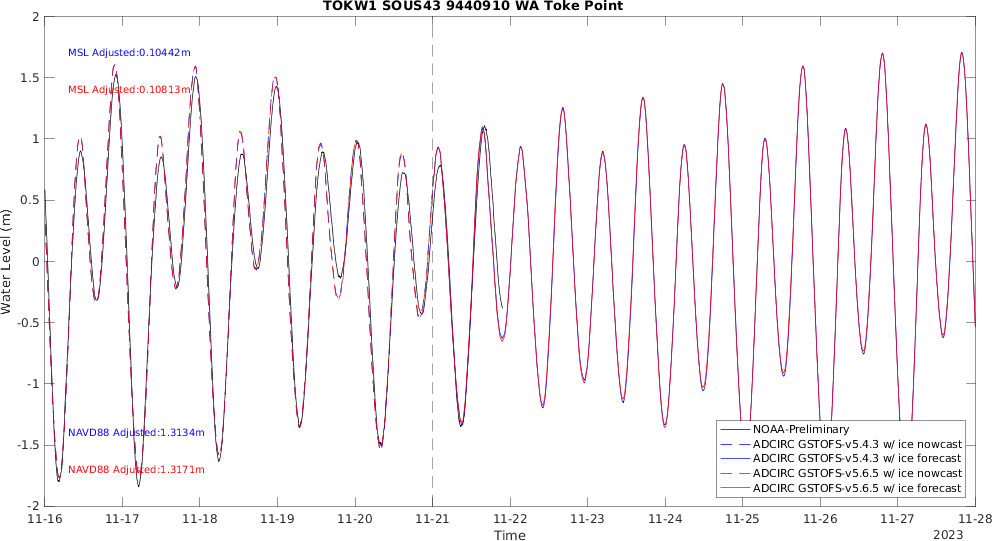 TOKW1 SOUS43 9440910 WA Toke Point
2
1.5
1
0.5
0
-0.5
-1
-1.5
-2
Water Level (m)
MSL Adjusted:0.10442m
MSL Adjusted:0.10813m
NAVD88 Adjusted:1.3134m
NAVD88 Adjusted:1.3171m
NOAA-Preliminary
ADCIRC GSTOFS-v5.4.3 w/ ice nowcast
ADCIRC GSTOFS-v5.4.3 w/ ice forecast
ADCIRC GSTOFS-v5.6.5 w/ ice nowcast
ADCIRC GSTOFS-v5.6.5 w/ ice forecast
11-16 11-17 11-18 11-19 11-20 11-21 11-22 11-23 11-24 11-25 11-26 11-27 11-28
Time
2023